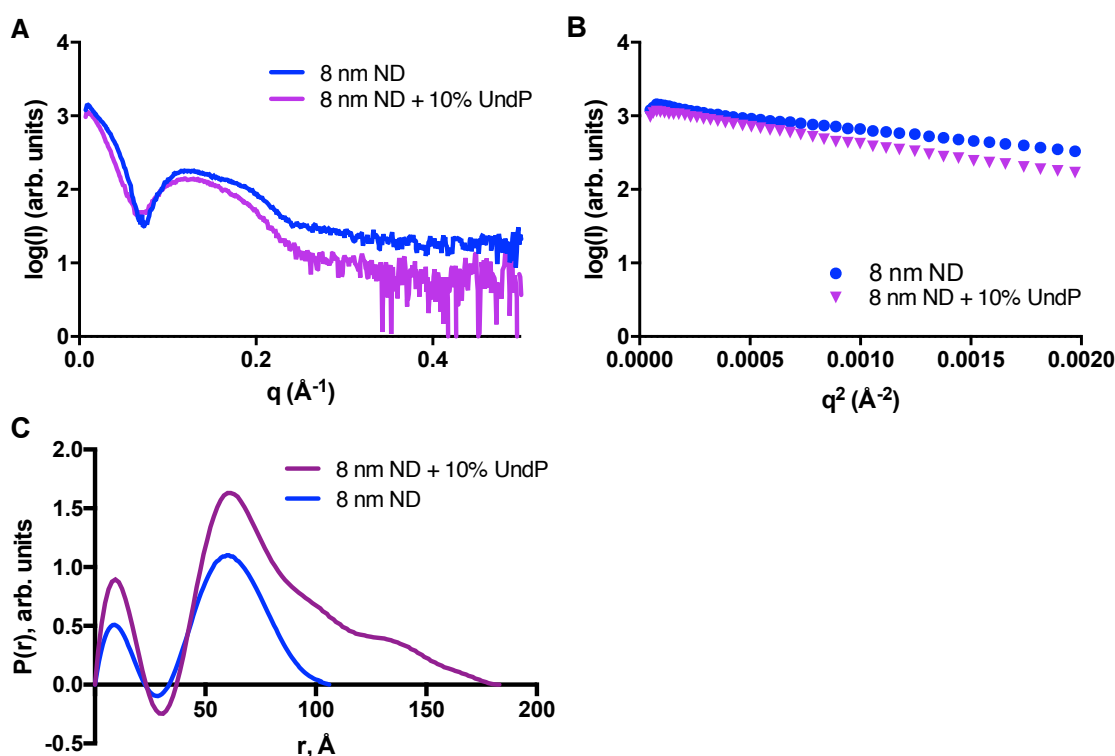 A
log(I) (arb. units)
4
3
2
1
0
0.0
0.2
0.4
q (Å-1)
8 nm ND
8 nm ND + 10% UndP
B
log(I) (arb. units)
4
3
2
1
0
0.0000
0.0005
0.0010
0.0015
0.0020
q2 (Å-2)
8 nm ND
8 nm ND + 10% UndP
C
P(r), arb. units
2.0
1.5
1.0
0.5
0.0
-0.5
50
100
150
200
r, Å
8 nm ND + 10% UndP
8 nm ND